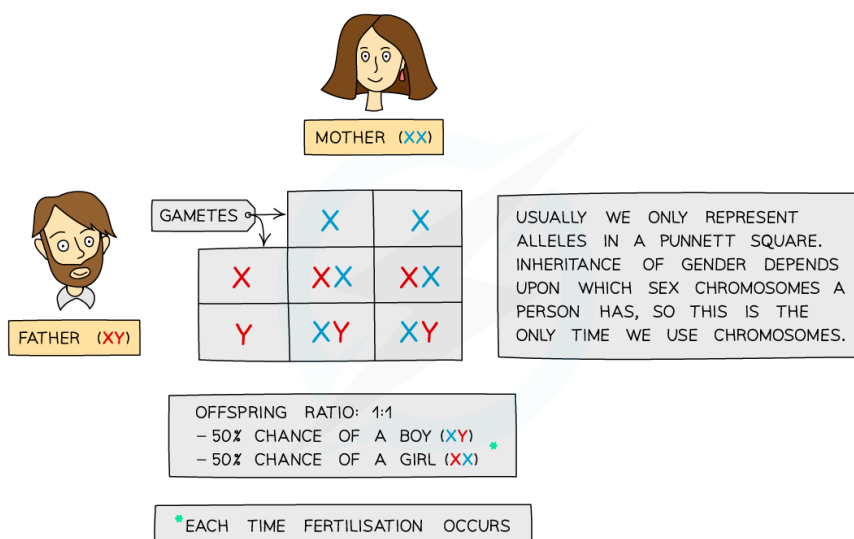 MOTHER (XX)
GAMETES
X X
X XX XX
Y XY XY
FATHER (XY)
USUALLY WE ONLY REPRESENT
ALLELES IN A PUNNETT SQUARE.
INHERITANCE OF GENDER DEPENDS
UPON WHICH SEX CHROMOSOMES A
PERSON HAS, SO THIS IS THE
ONLY TIME WE USE CHROMOSOMES.
OFFSPRING RATIO: 1:1
– 50% CHANCE OF A BOY (XY)
– 50% CHANCE OF A GIRL (XX) *
*EACH TIME FERTILISATION OCCURS